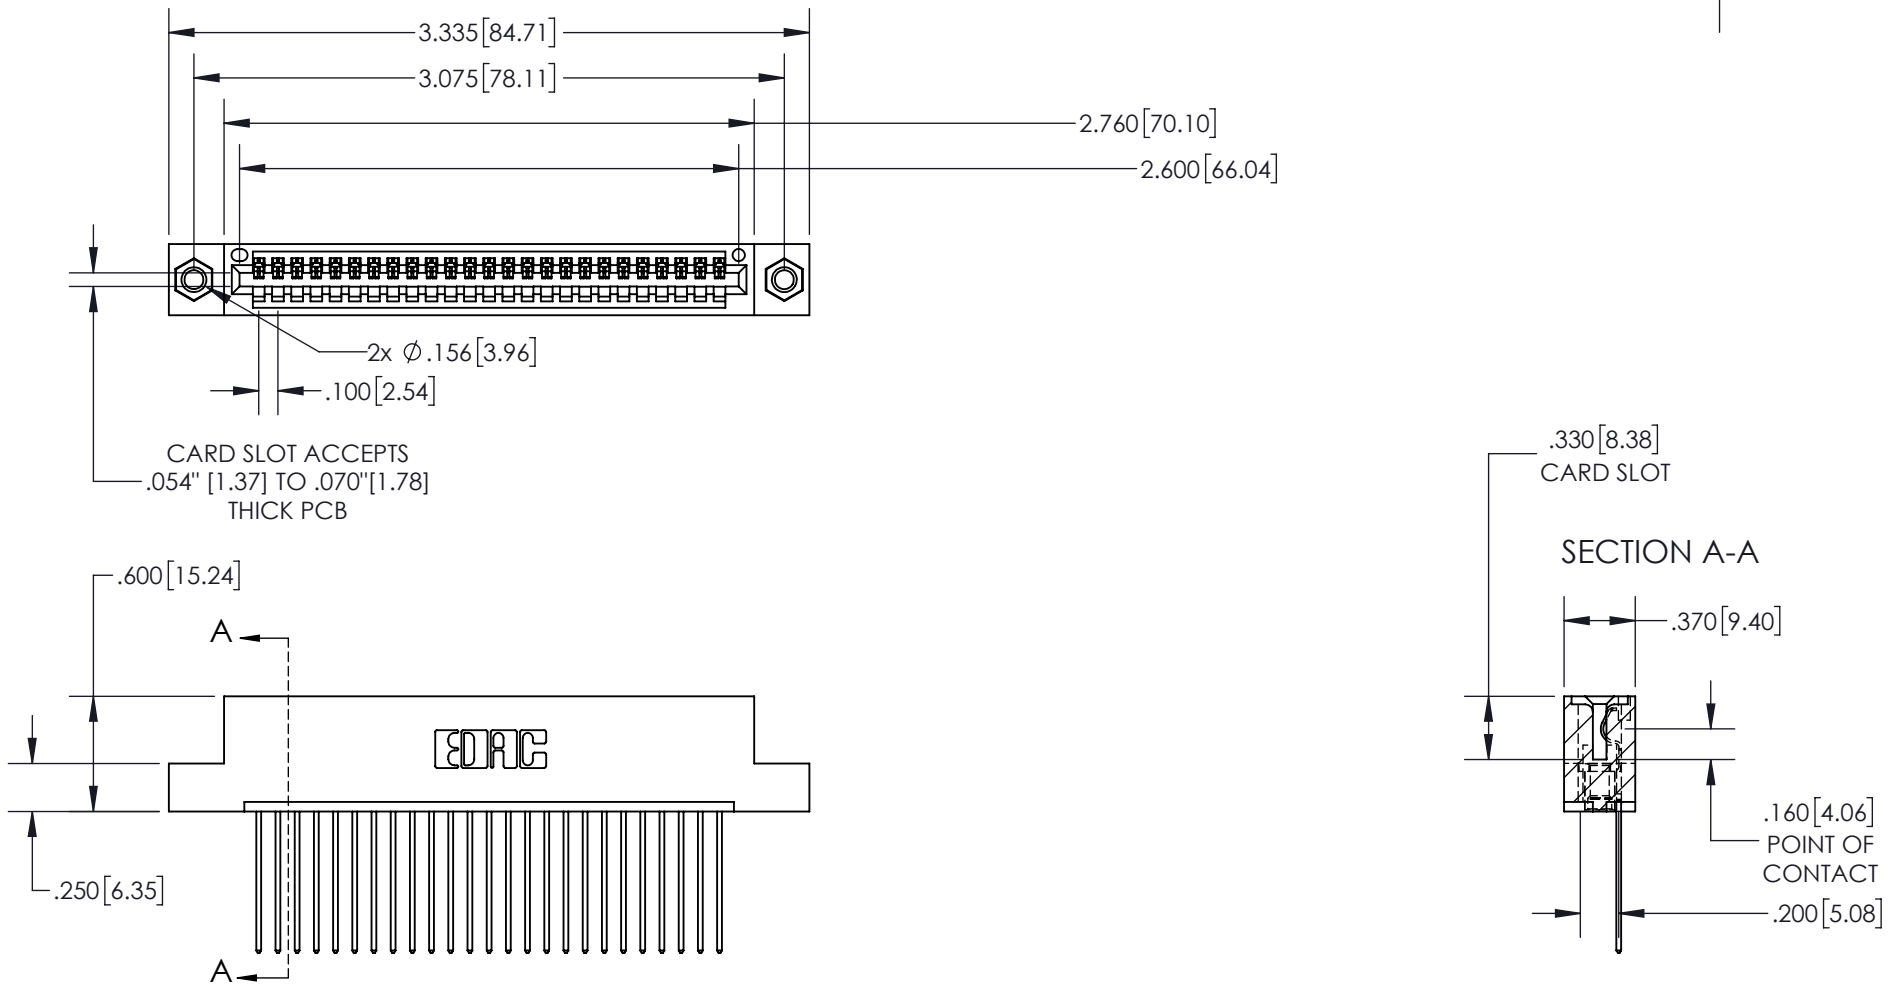 3.335[84.71]
3.075[78.11]
2.760[70.10]
2.600[66.04]
2x ∅.156[3.96]
.100[2.54]
CARD SLOT ACCEPTS
.054" [1.37] TO .070"[1.78]
THICK PCB
.330[8.38]
CARD SLOT
SECTION A-A
.600[15.24]
.370[9.40]
A
EDAC
.160[4.06]
POINT OF
CONTACT
.250[6.35]
.200[5.08]
A